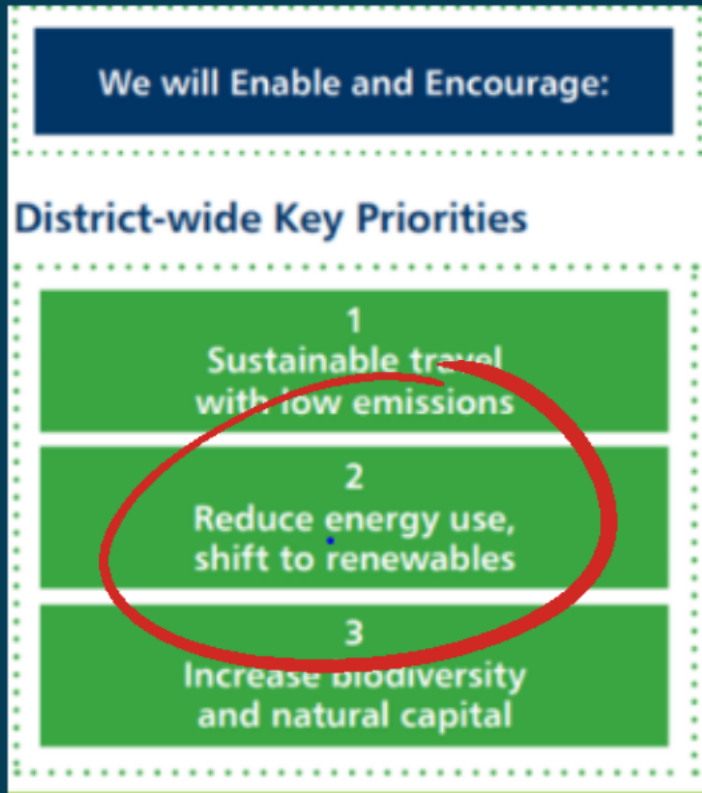 We will Enable and Encourage:
District-wide Key Priorities
1
Sustainable travel
with low emissions
2
Reduce energy use,
shift to renewables
3
Increase biodiversity
and natural capital